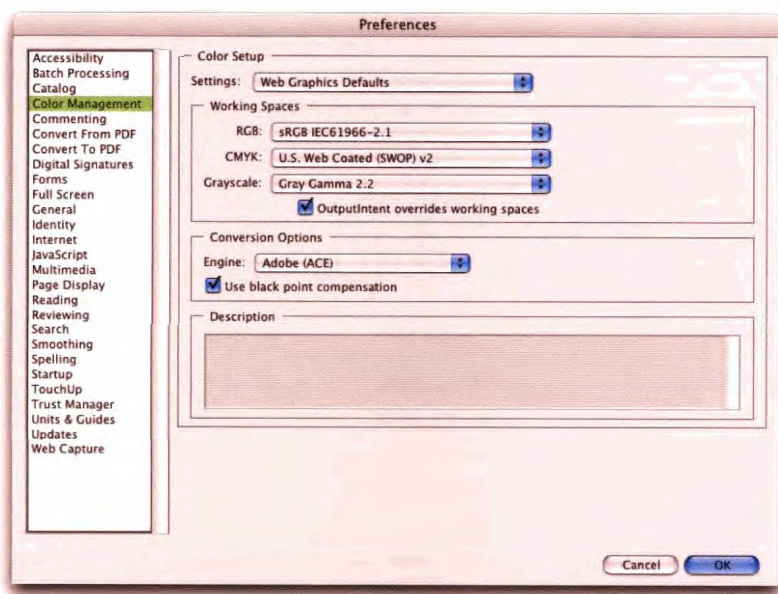 Preferences
Accessibility
Batch Processing
Catalog
Color Management
Commenting
Convert From PDF
Convert To PDF
Digital Signatures
Forms
Full Screen
General
Identity
Internet
JavaScript
Multimedia
Page Display
Reading
Reviewing
Search
Smoothing
Spelling
Startup
TouchUp
Trust Manager
Units & Guides
Updates
Web Capture
Color Setup
Settings: Web Graphics Defaults
Working Spaces
RGB: sRGB IEC61966-2.1
CMYK: U.S. Web Coated (SWOP) v2
Grayscale: Gray Gamma 2.2
OutputIntent overrides working spaces
Conversion Options
Engine: Adobe (ACE)
Use black point compensation
Description
Cancel OK